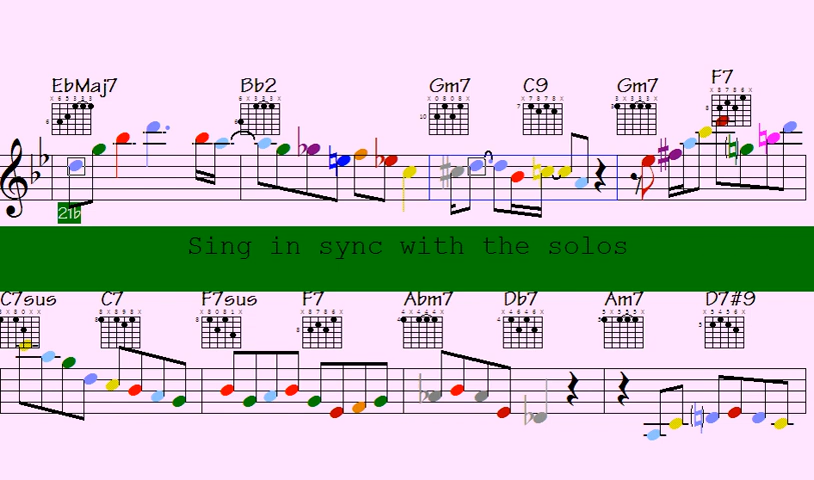 EbMaj7 Bb2 Gm7 C9 Gm7 F7
21b
Sing in sync with the solos
C7sus C7 F7sus F7 Abm7 Db7 Am7 D7#9